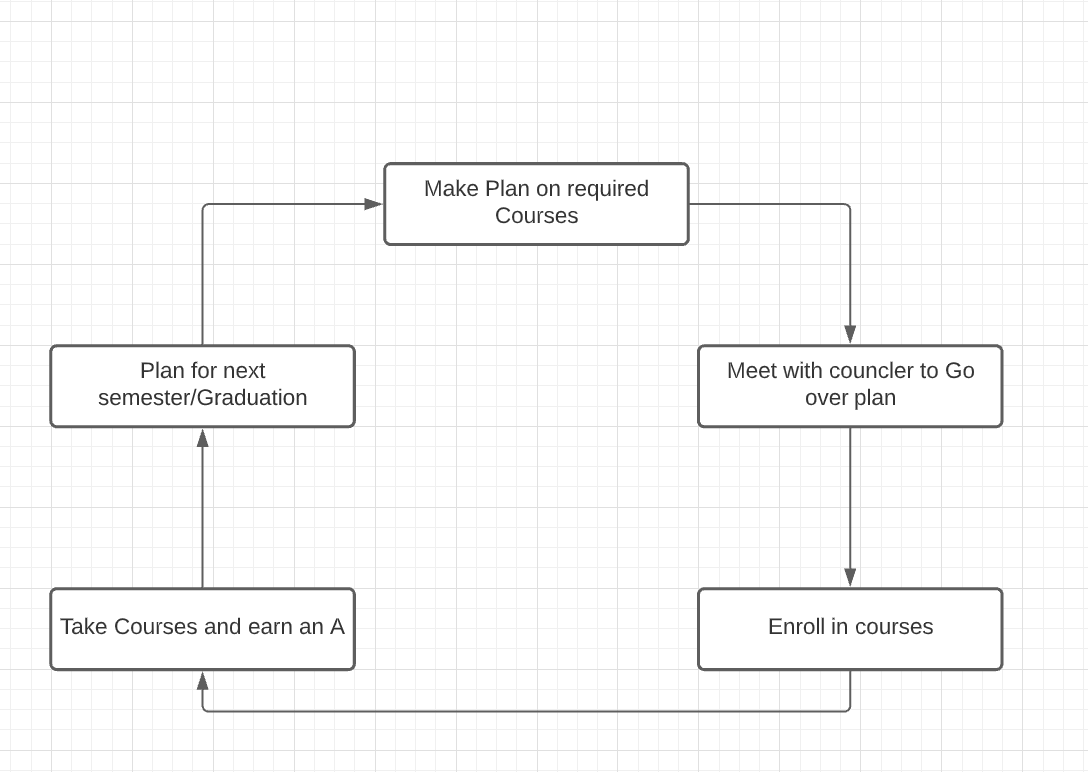 Make Plan on required
Courses
Plan for next
semester/Graduation
Meet with councler to Go
over plan
Take Courses and earn an A
Enroll in courses